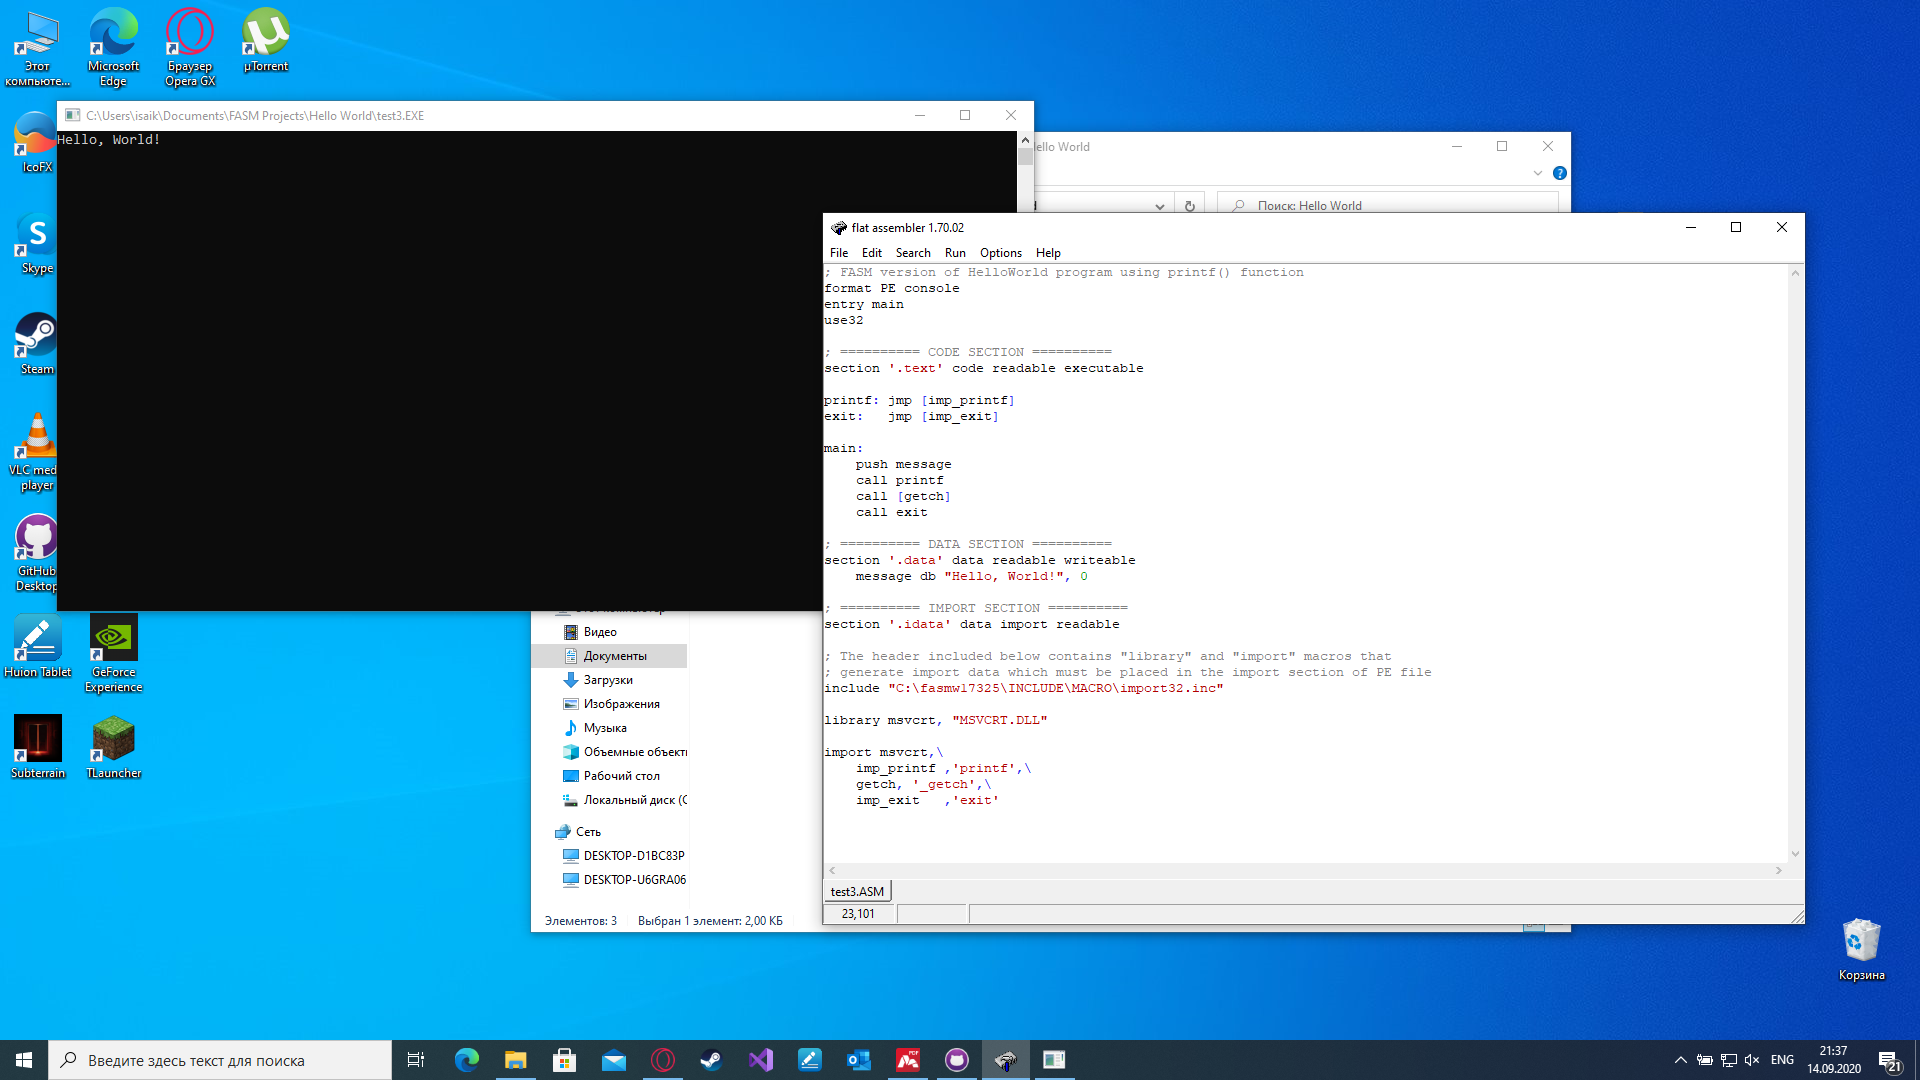 Этот компьюте...
Microsoft Edge
Браузер Opera GX
µTorrent
IcoFX
Skype
Steam
VLC med
player
GitHub
Desktop
Huion Tablet
GeForce Experience
Subterrain
TLauncher
Корзина
C:\Users\isaik\Documents\FASM Projects\Hello World\test3.EXE
Hello, World!
ello World
Поиск: Hello World
Видео
Документы
Загрузки
Изображения
Музыка
Объемные объект
Рабочий стол
Локальный диск (C
Сеть
DESKTOP-D1BC83P
DESKTOP-U6GRA06
Элементов: 3 Выбран 1 элемент: 2,00 КБ
flat assembler 1.70.02
File Edit Search Run Options Help
; FASM version of HelloWorld program using printf() function
format PE console
entry main
use32
; ========== CODE SECTION ==========
section '.text' code readable executable
printf: jmp [imp_printf]
exit:   jmp [imp_exit]
main:
    push message
    call printf
    call [getch]
    call exit
; ========== DATA SECTION ==========
section '.data' data readable writeable
    message db "Hello, World!", 0
; ========== IMPORT SECTION ==========
section '.idata' data import readable
; The header included below contains "library" and "import" macros that
; generate import data which must be placed in the import section of PE file
include "C:\fasmw17325\INCLUDE\MACRO\import32.inc"
library msvcrt, "MSVCRT.DLL"
import msvcrt,\
    imp_printf ,'printf',\
    getch, '_getch',\
    imp_exit   ,'exit'
test3.ASM
23,101
Введите здесь текст для поиска
PDF
ENG
21:37
14.09.2020
21